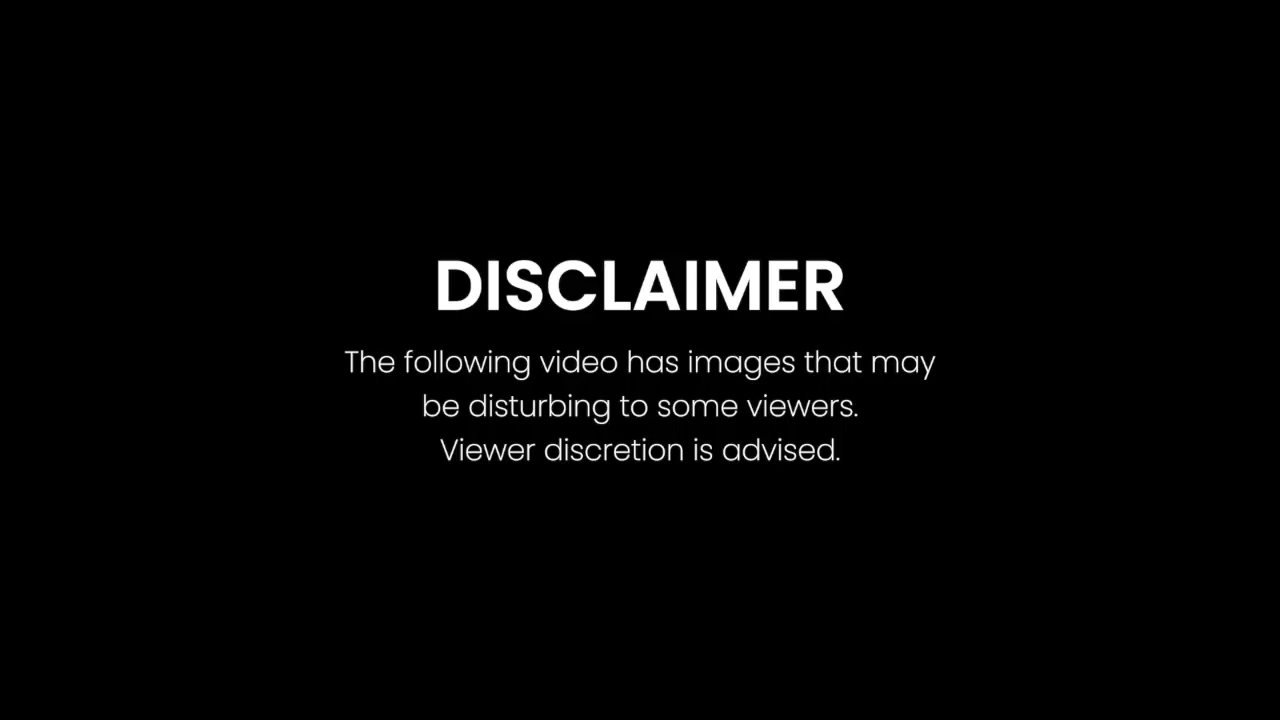 DISCLAIMER
The following video has images that may
be disturbing to some viewers.
Viewer discretion is advised.